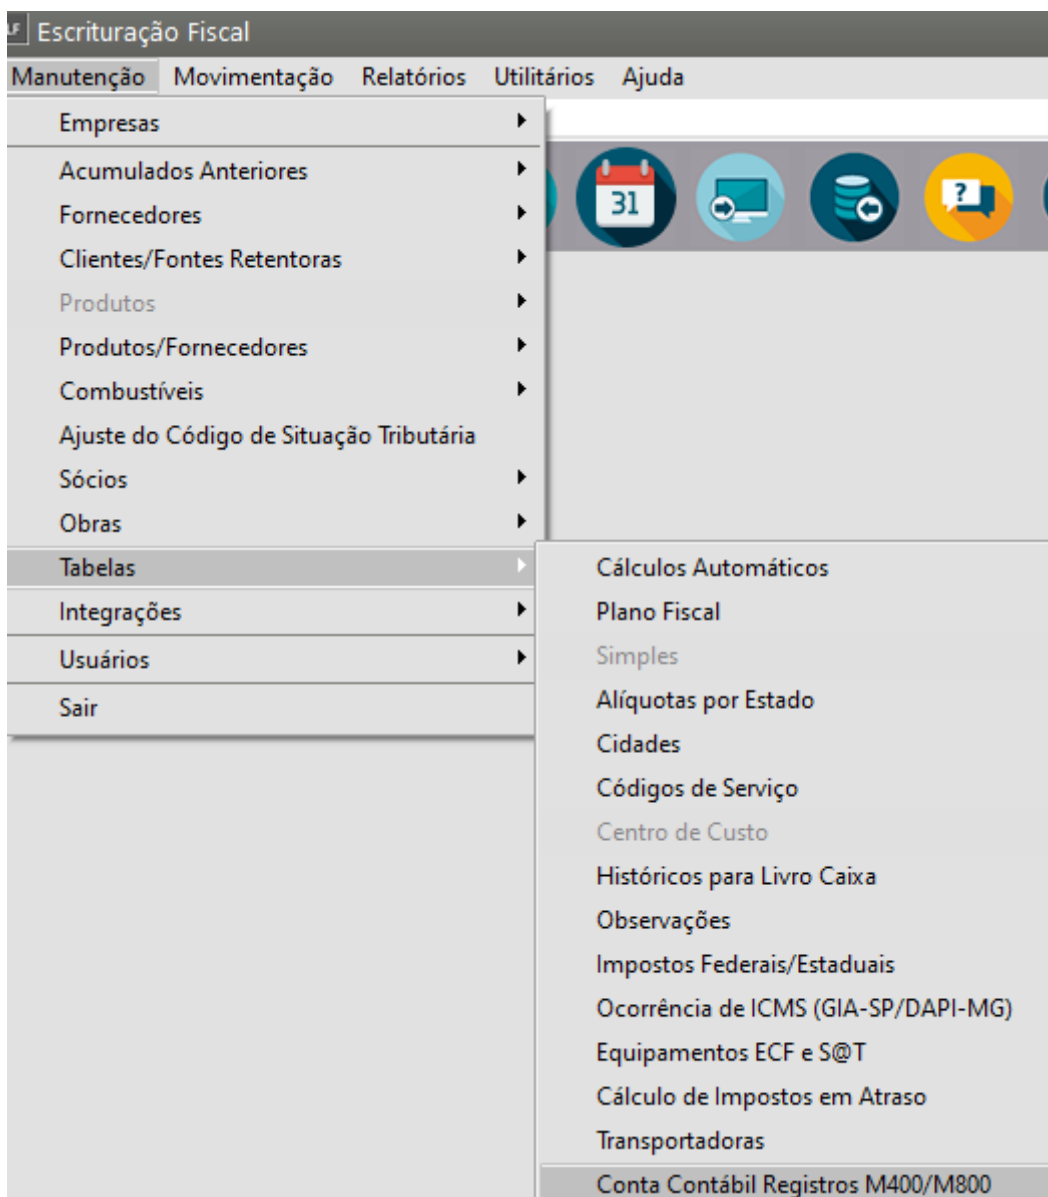 LF Escrituração Fiscal
Manutenção Movimentação Relatórios Utilitários Ajuda
Empresas
Acumulados Anteriores
Fornecedores
Clientes/Fontes Retentoras
Produtos
Produtos/Fornecedores
Combustíveis
Ajuste do Código de Situação Tributária
Sócios
Obras
Tabelas
Integrações
Usuários
Sair
31
?
Cálculos Automáticos
Plano Fiscal
Simples
Alíquotas por Estado
Cidades
Códigos de Serviço
Centro de Custo
Históricos para Livro Caixa
Observações
Impostos Federais/Estaduais
Ocorrência de ICMS (GIA-SP/DAPI-MG)
Equipamentos ECF e S@T
Cálculo de Impostos em Atraso
Transportadoras
Conta Contábil Registros M400/M800